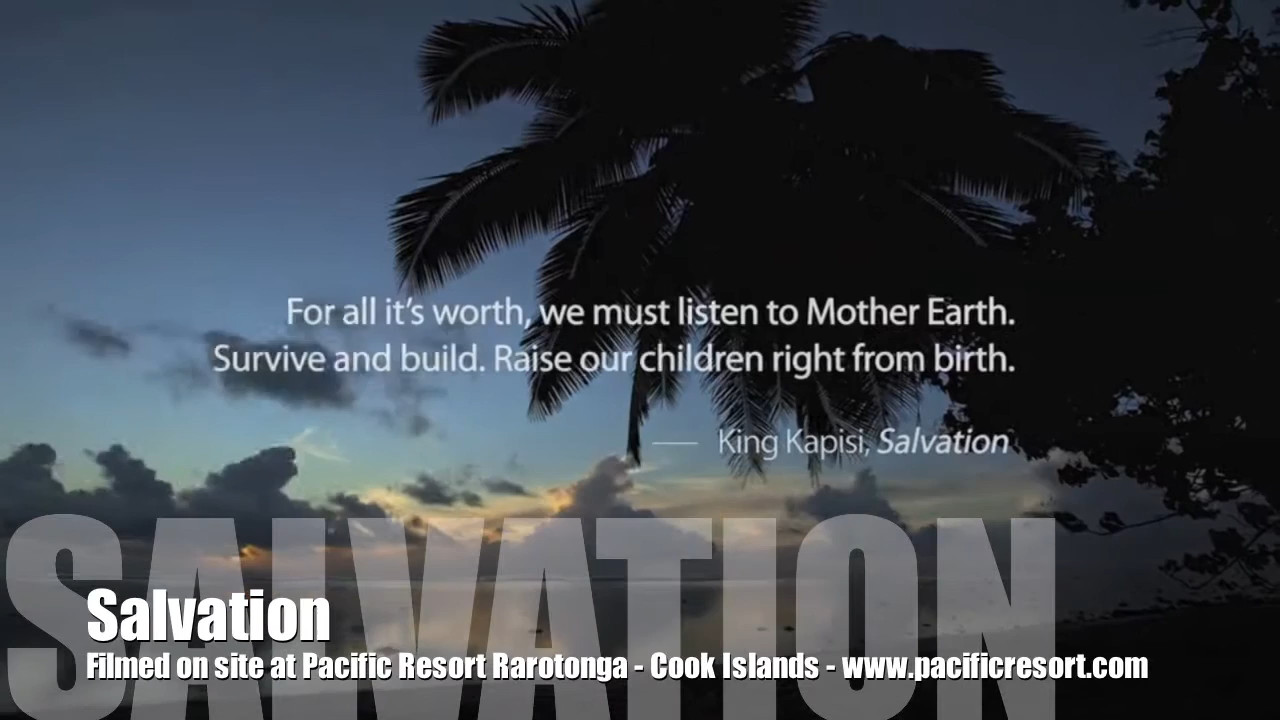 For all it's worth, we must listen to Mother Earth.
Survive and build. Raise our children right from birth.
— King Kapisi, Salvation
SALVATION
Salvation
Filmed on site at Pacific Resort Rarotonga - Cook Islands - www.pacificresort.com